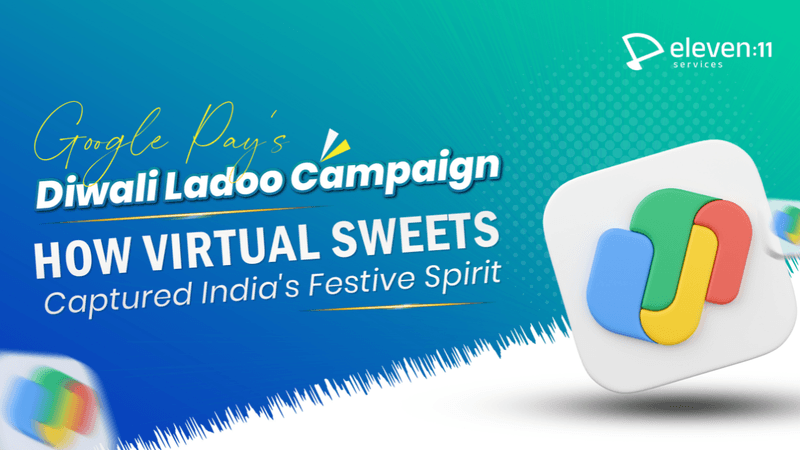 eleven:11
services
Google Pay's
Diwali Ladoo Campaign
HOW VIRTUAL SWEETS
Captured India's Festive Spirit